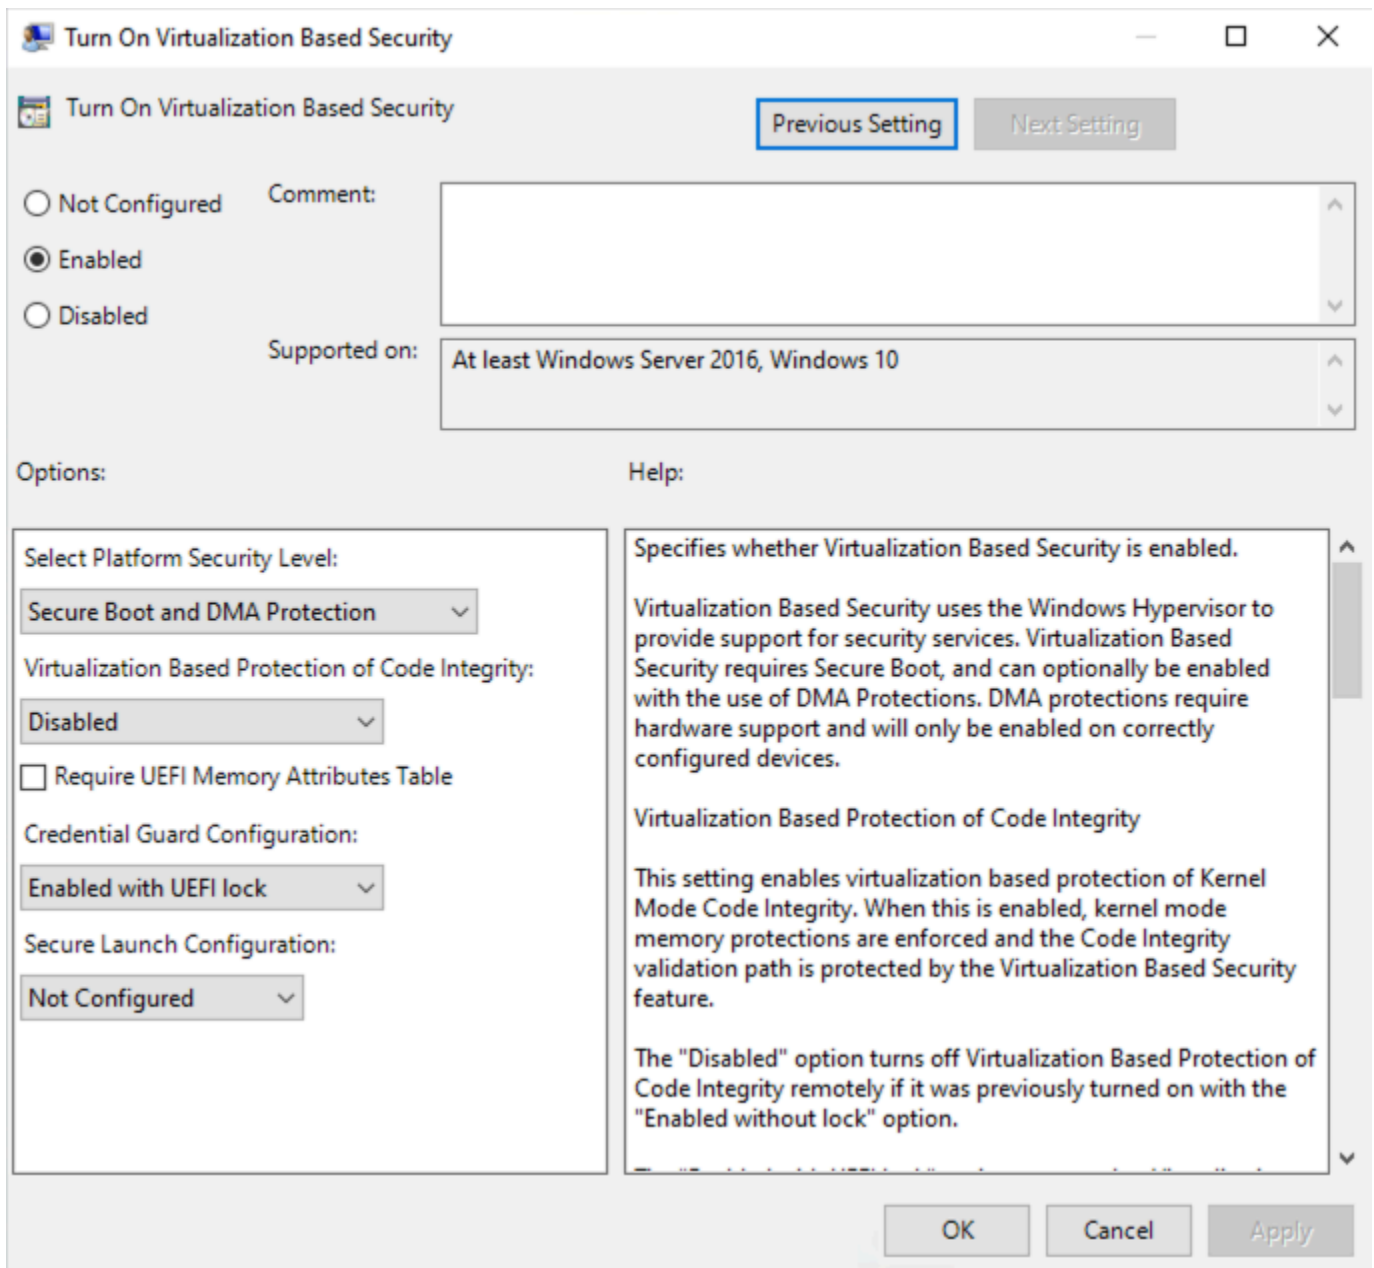 Turn On Virtualization Based Security
Turn On Virtualization Based Security
Previous Setting
Next Setting
Not Configured
Enabled
Disabled
Comment:
Supported on:
At least Windows Server 2016, Windows 10
Options:
Help:
Select Platform Security Level:
Secure Boot and DMA Protection
Virtualization Based Protection of Code Integrity:
Disabled
Require UEFI Memory Attributes Table
Credential Guard Configuration:
Enabled with UEFI lock
Secure Launch Configuration:
Not Configured
Specifies whether Virtualization Based Security is enabled.
Virtualization Based Security uses the Windows Hypervisor to
provide support for security services. Virtualization Based
Security requires Secure Boot, and can optionally be enabled
with the use of DMA Protections. DMA protections require
hardware support and will only be enabled on correctly
configured devices.
Virtualization Based Protection of Code Integrity
This setting enables virtualization based protection of Kernel
Mode Code Integrity. When this is enabled, kernel mode
memory protections are enforced and the Code Integrity
validation path is protected by the Virtualization Based Security
feature.
The "Disabled" option turns off Virtualization Based Protection of
Code Integrity remotely if it was previously turned on with the
"Enabled without lock" option.
OK
Cancel
Apply